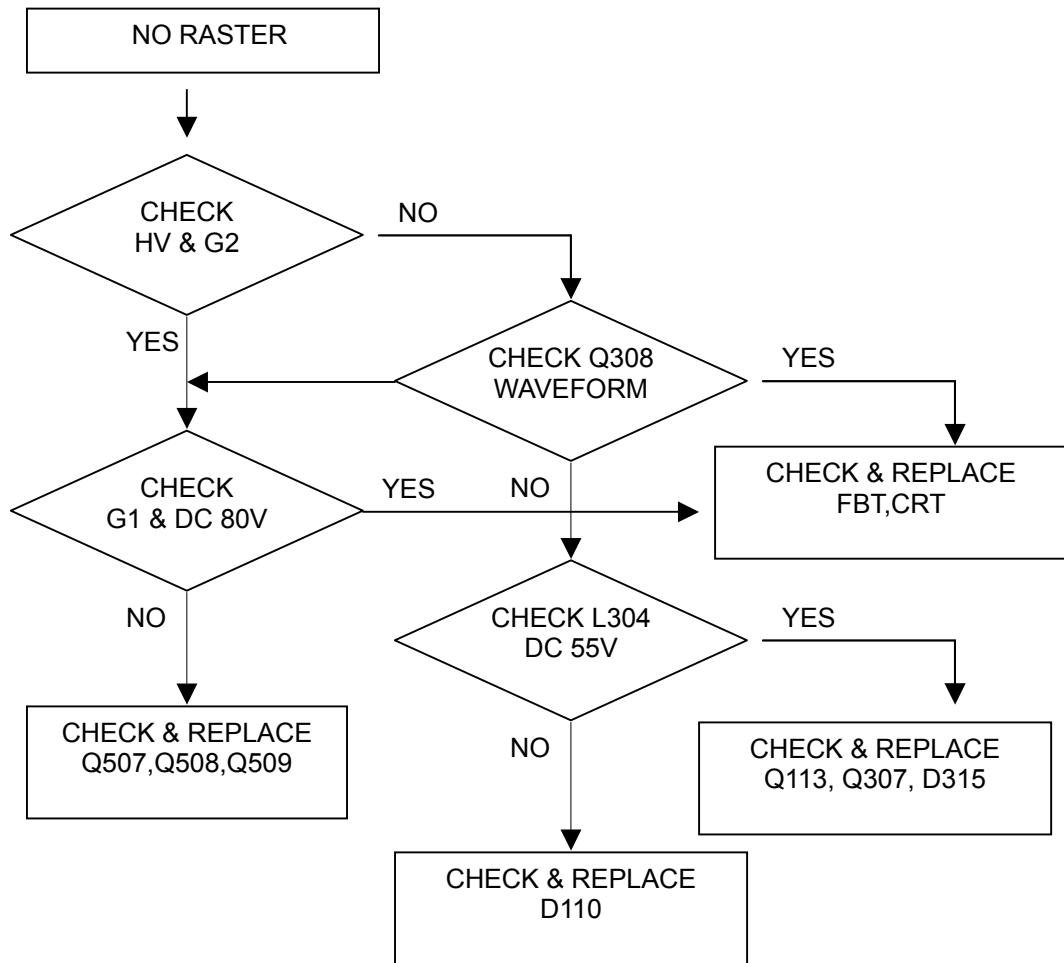 NO RASTER
CHECK
HV & G2
NO
YES
CHECK Q308
WAVEFORM
YES
CHECK
G1 & DC 80V
YES
NO
CHECK & REPLACE
FBT,CRT
NO
CHECK L304
DC 55V
YES
CHECK & REPLACE
Q507,Q508,Q509
NO
CHECK & REPLACE
Q113, Q307, D315
CHECK & REPLACE
D110